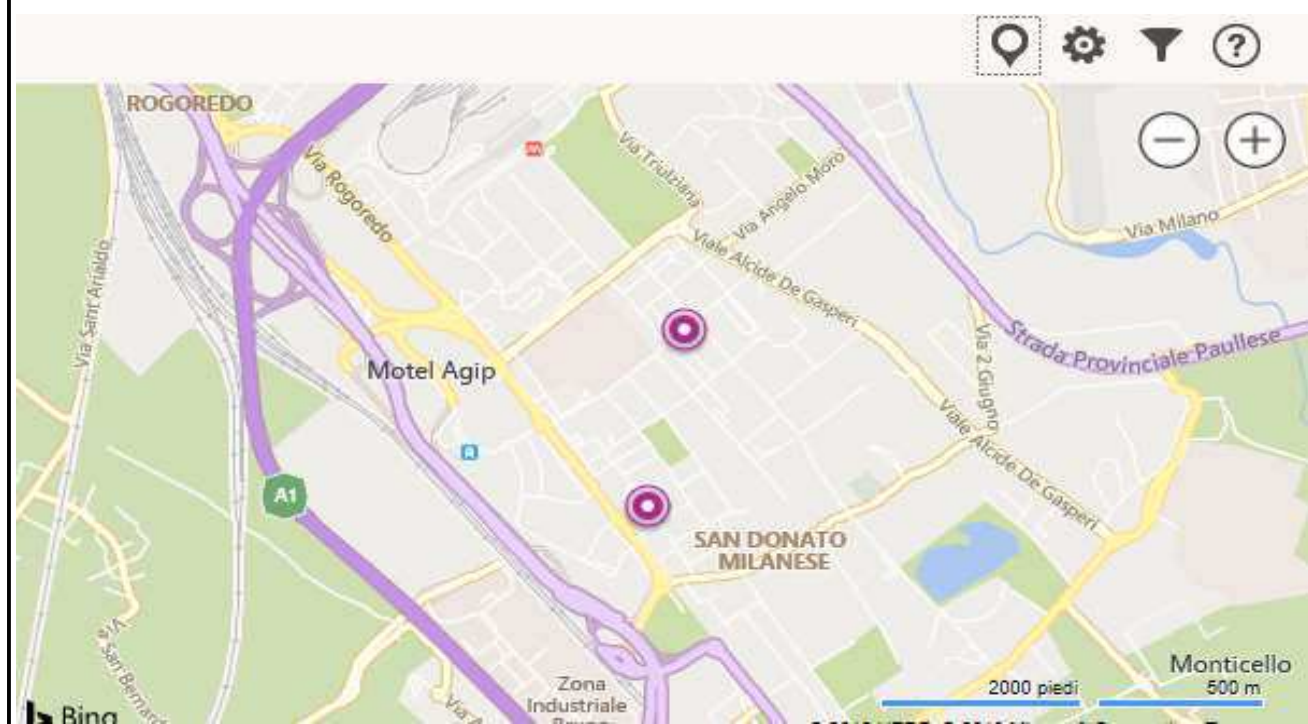 ROGOREDO
Via Rogoredo
Via Triulziana
Via Angelo Moro
Via Milano
Viale Alcide De Gasperi
Via Sant'Arialdo
Strada Provinciale Paullese
Via 2 Giugno
Motel Agip
Viale Alcide De Gasperi
A1
SAN DONATO
MILANESE
Via
San Bernardo
Zona
Industriale
Monticello
2000 piedi
500 m
Bing